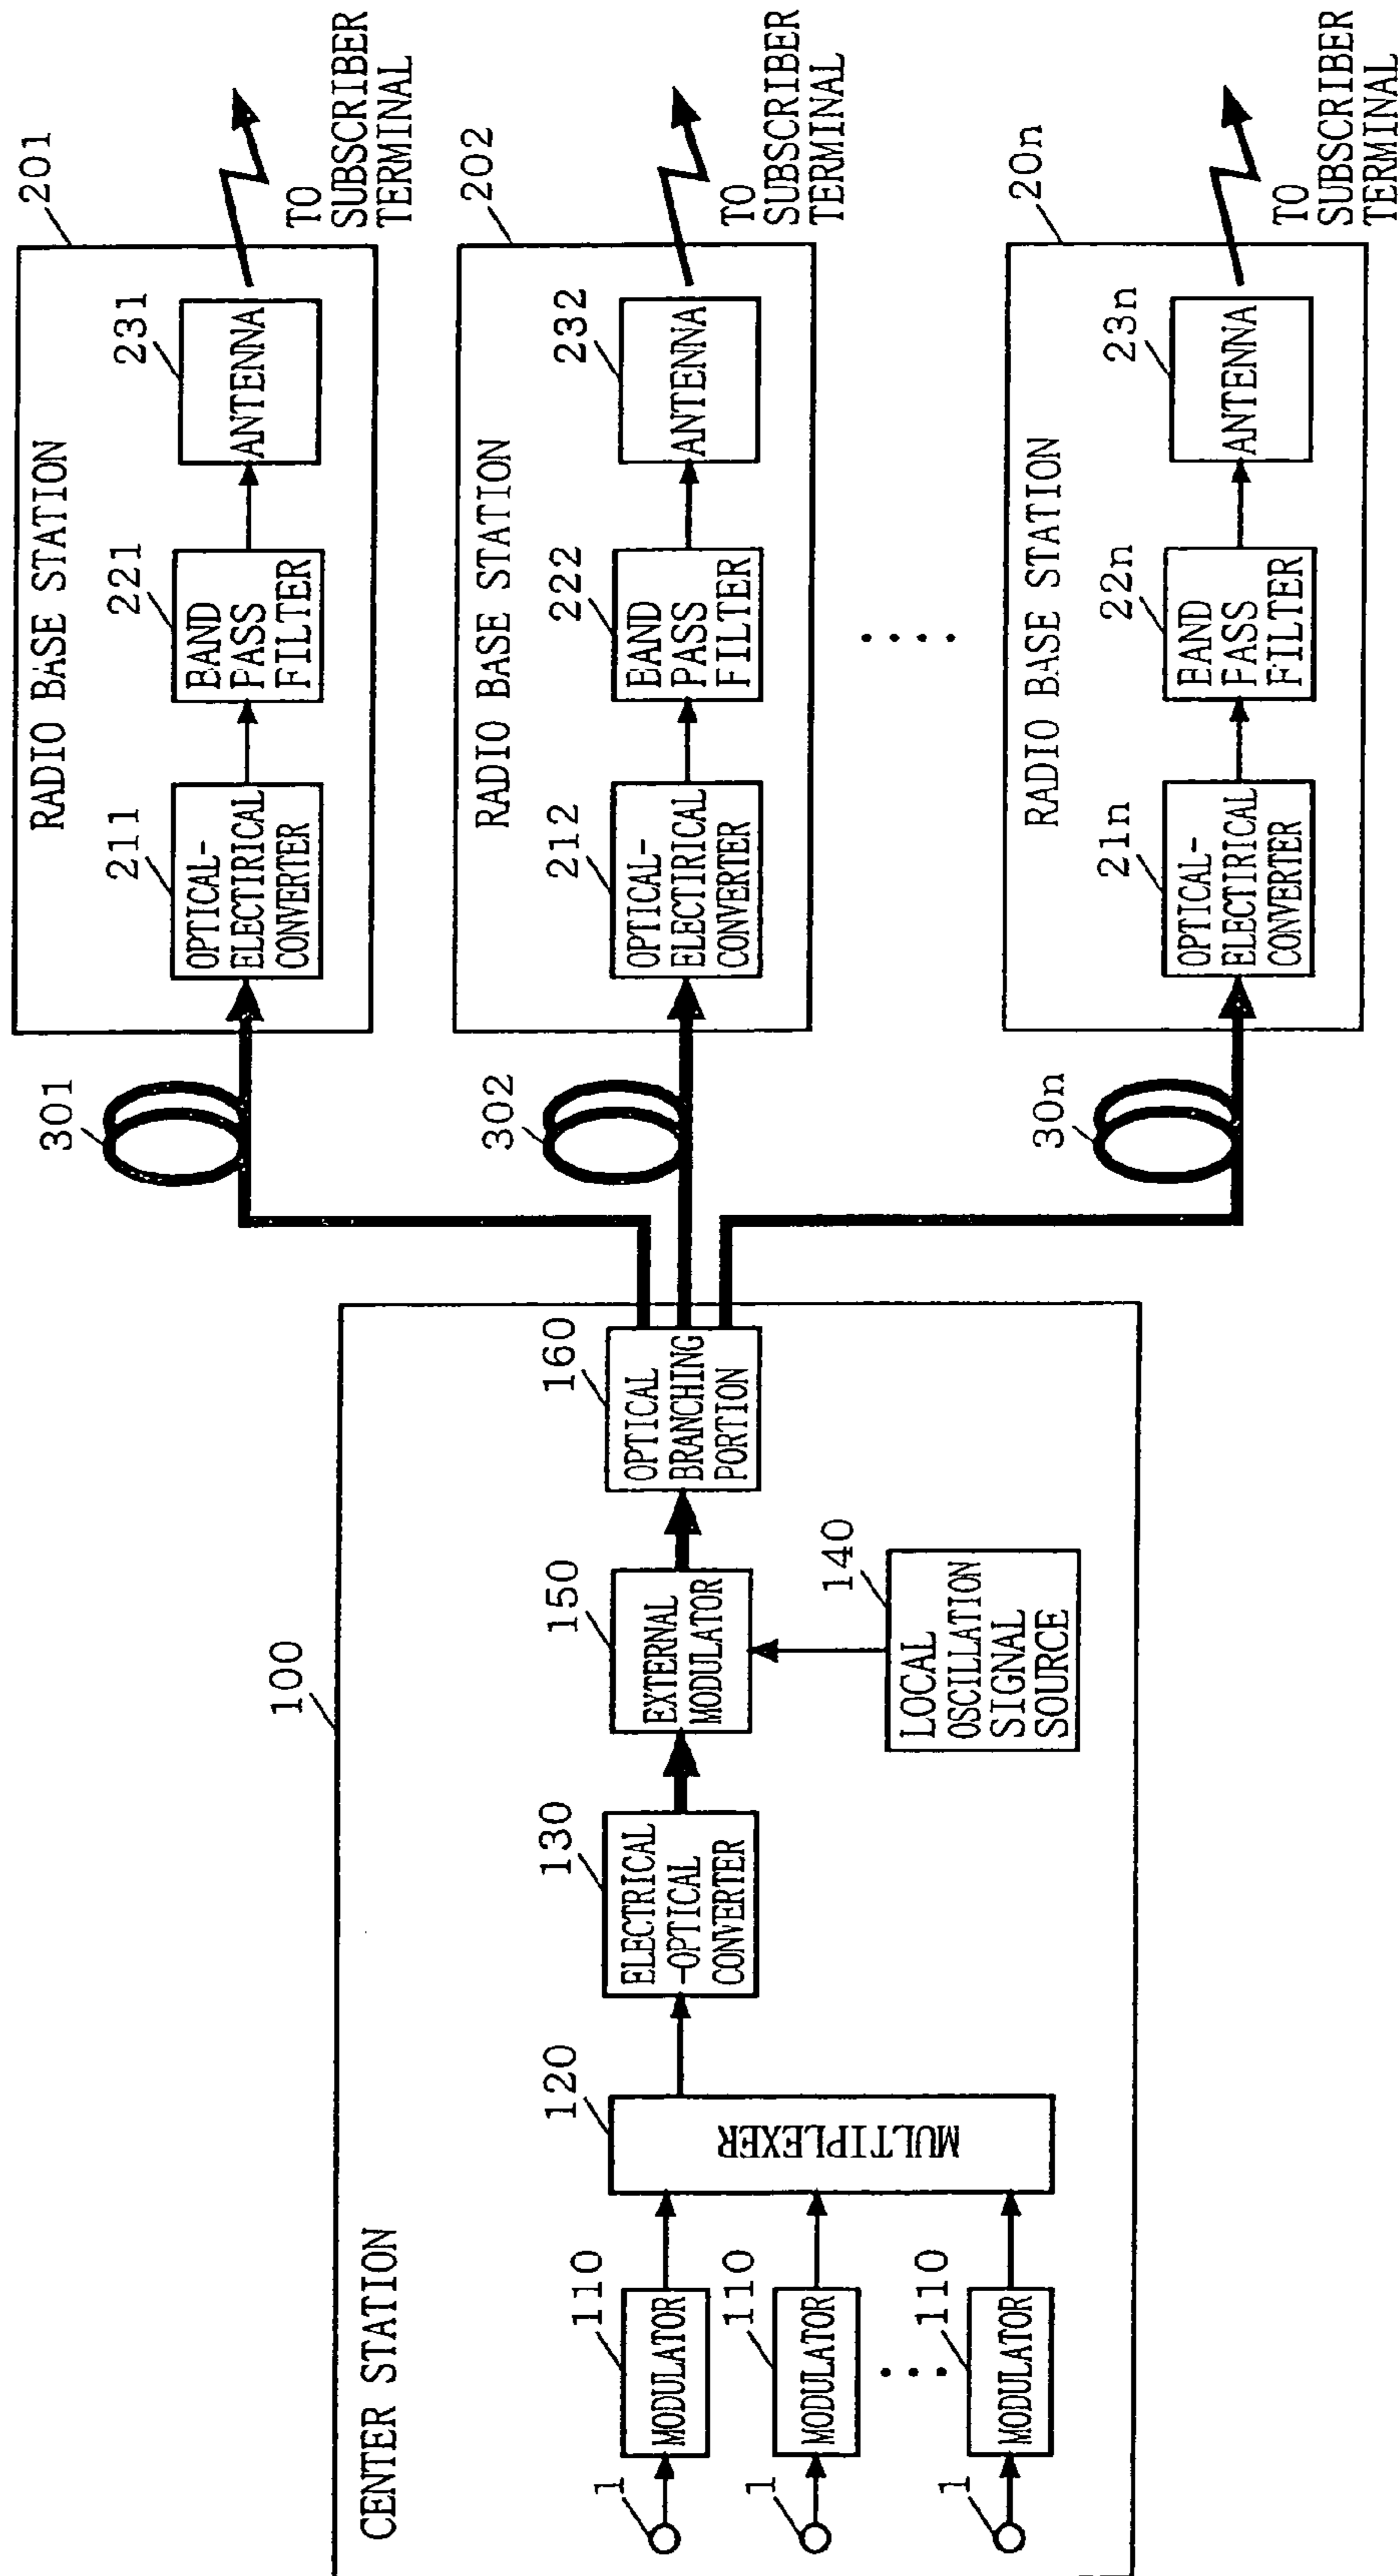 CENTER STATION
100
1
MODULATOR
110
1
MODULATOR
110
1
MODULATOR
110
MULTIPLEXER
120
ELECTRICAL
-OPTICAL
CONVERTER
130
EXTERNAL
MODULATOR
150
LOCAL
OSCILLATION
SIGNAL
SOURCE
140
OPTICAL
BRANCHING
PORTION
160
301
302
30n
RADIO BASE STATION
201
OPTICAL-
ELECTIRICAL
CONVERTER
211
BAND
PASS
FILTER
221
ANTENNA
231
TO
SUBSCRIBER
TERMINAL
RADIO BASE STATION
202
OPTICAL-
ELECTIRICAL
CONVERTER
212
EAND
PASS
FILTER
222
ANTENNA
232
TO
SUBSCRIBER
TERMINAL
RADIO BASE STATION
20n
OPTICAL-
ELECTIRICAL
CONVERTER
21n
BAND
PASS
FILTER
22n
ANTENNA
23n
TO
SUBSCRIBER
TERMINAL